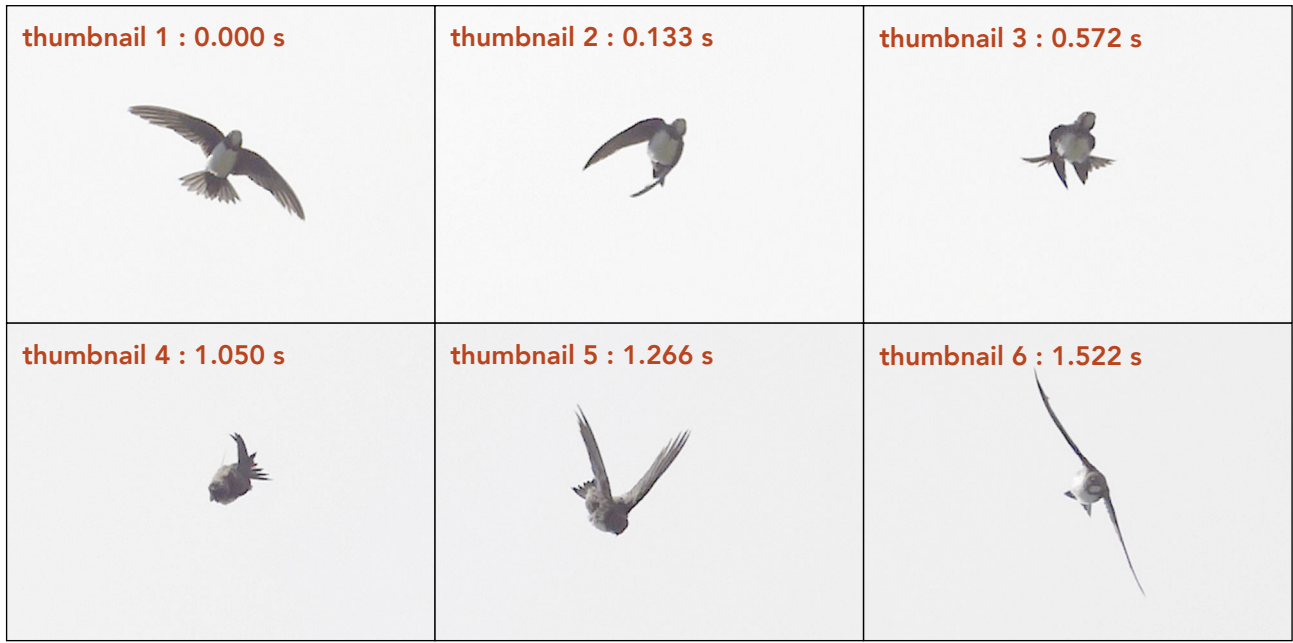 thumbnail 1 : 0.000 s
thumbnail 2 : 0.133 s
thumbnail 3 : 0.572 s
thumbnail 4 : 1.050 s
thumbnail 5 : 1.266 s
thumbnail 6 : 1.522 s